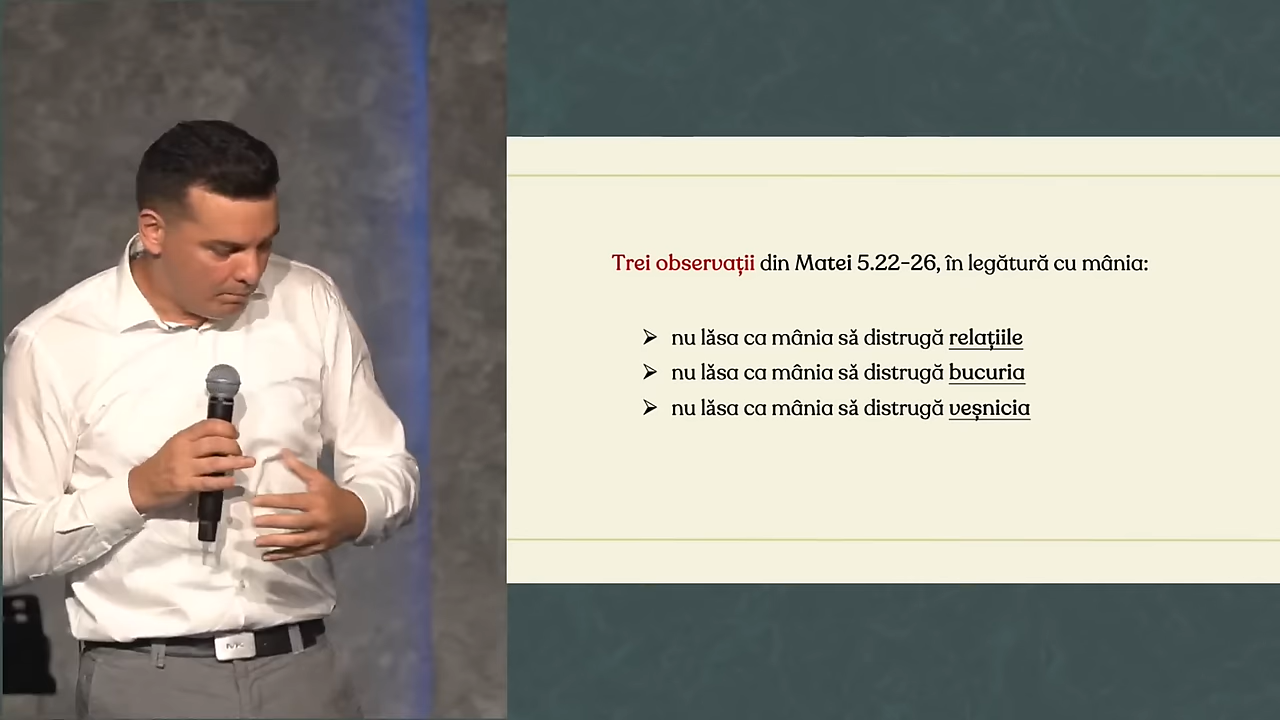 Trei observații din Matei 5.22-26, în legătură cu mânia:
➢ nu lăsa ca mânia să distrugă relațiile
➢ nu lăsa ca mânia să distrugă bucuria
➢ nu lăsa ca mânia să distrugă veșnicia